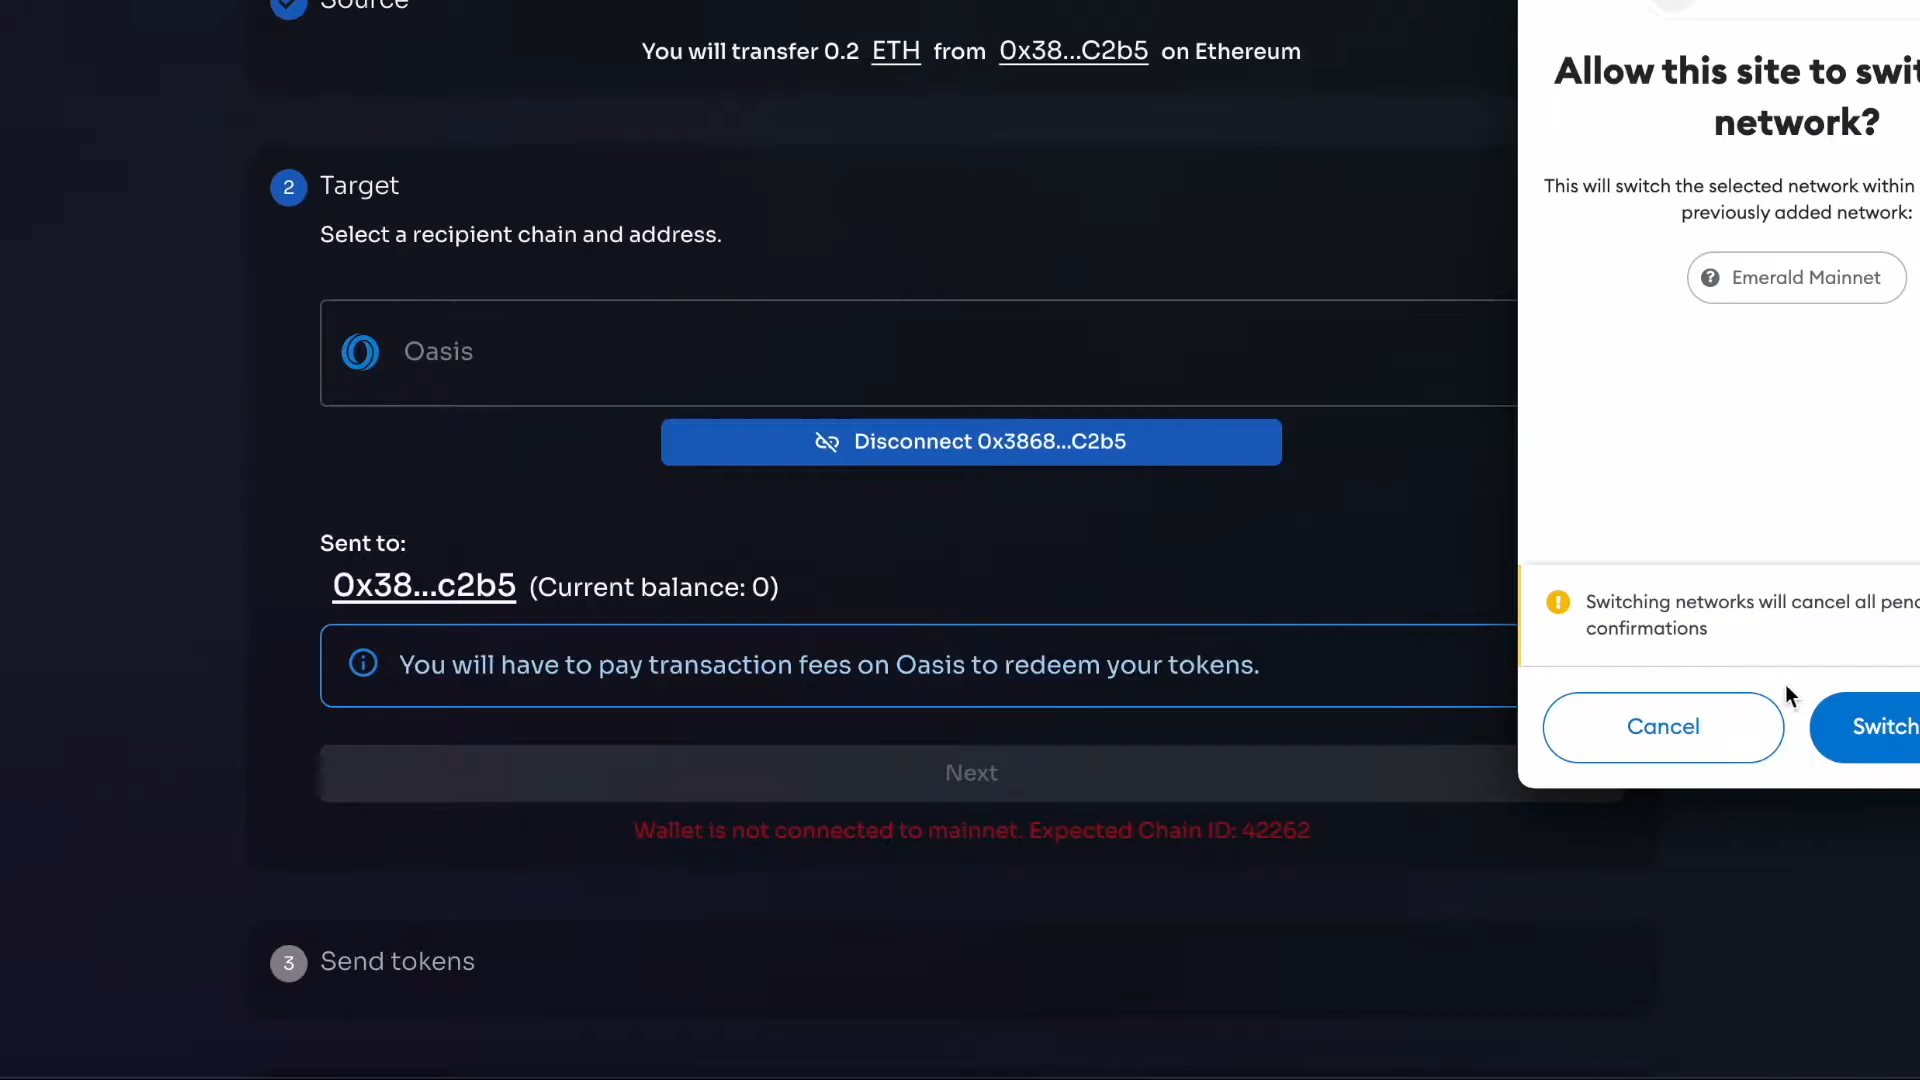 Source
You will transfer 0.2 ETH from 0x38...C2b5 on Ethereum
2 Target
Select a recipient chain and address.
Oasis
Disconnect 0x3868...C2b5
Sent to:
0x38...c2b5 (Current balance: 0)
You will have to pay transaction fees on Oasis to redeem your tokens.
Next
Wallet is not connected to mainnet. Expected Chain ID: 42262
3 Send tokens
Allow this site to swit
network?
This will switch the selected network within
previously added network:
Emerald Mainnet
Switching networks will cancel all pend
confirmations
Cancel
Switch